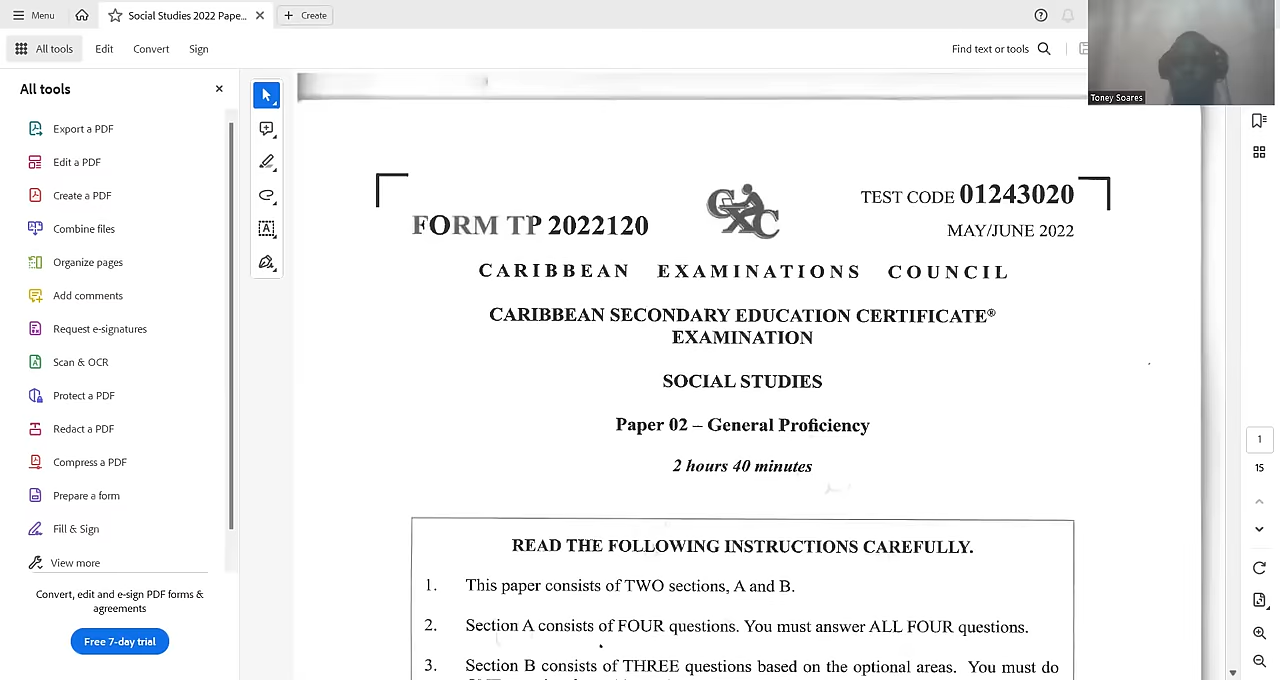 Menu
Social Studies 2022 Pape...
Create
All tools
Edit
Convert
Sign
Find text or tools
Toney Soares
All tools
Export a PDF
Edit a PDF
Create a PDF
Combine files
Organize pages
Add comments
Request e-signatures
Scan & OCR
Protect a PDF
Redact a PDF
Compress a PDF
Prepare a form
Fill & Sign
View more
Convert, edit and e-sign PDF forms &
agreements
Free 7-day trial
FORM TP 2022120
CXC
TEST CODE 01243020
MAY/JUNE 2022
CARIBBEAN EXAMINATIONS COUNCIL
CARIBBEAN SECONDARY EDUCATION CERTIFICATE®
EXAMINATION
SOCIAL STUDIES
Paper 02 – General Proficiency
2 hours 40 minutes
READ THE FOLLOWING INSTRUCTIONS CAREFULLY.
1. This paper consists of TWO sections, A and B.
2. Section A consists of FOUR questions. You must answer ALL FOUR questions.
3. Section B consists of THREE questions based on the optional areas. You must do
1
15